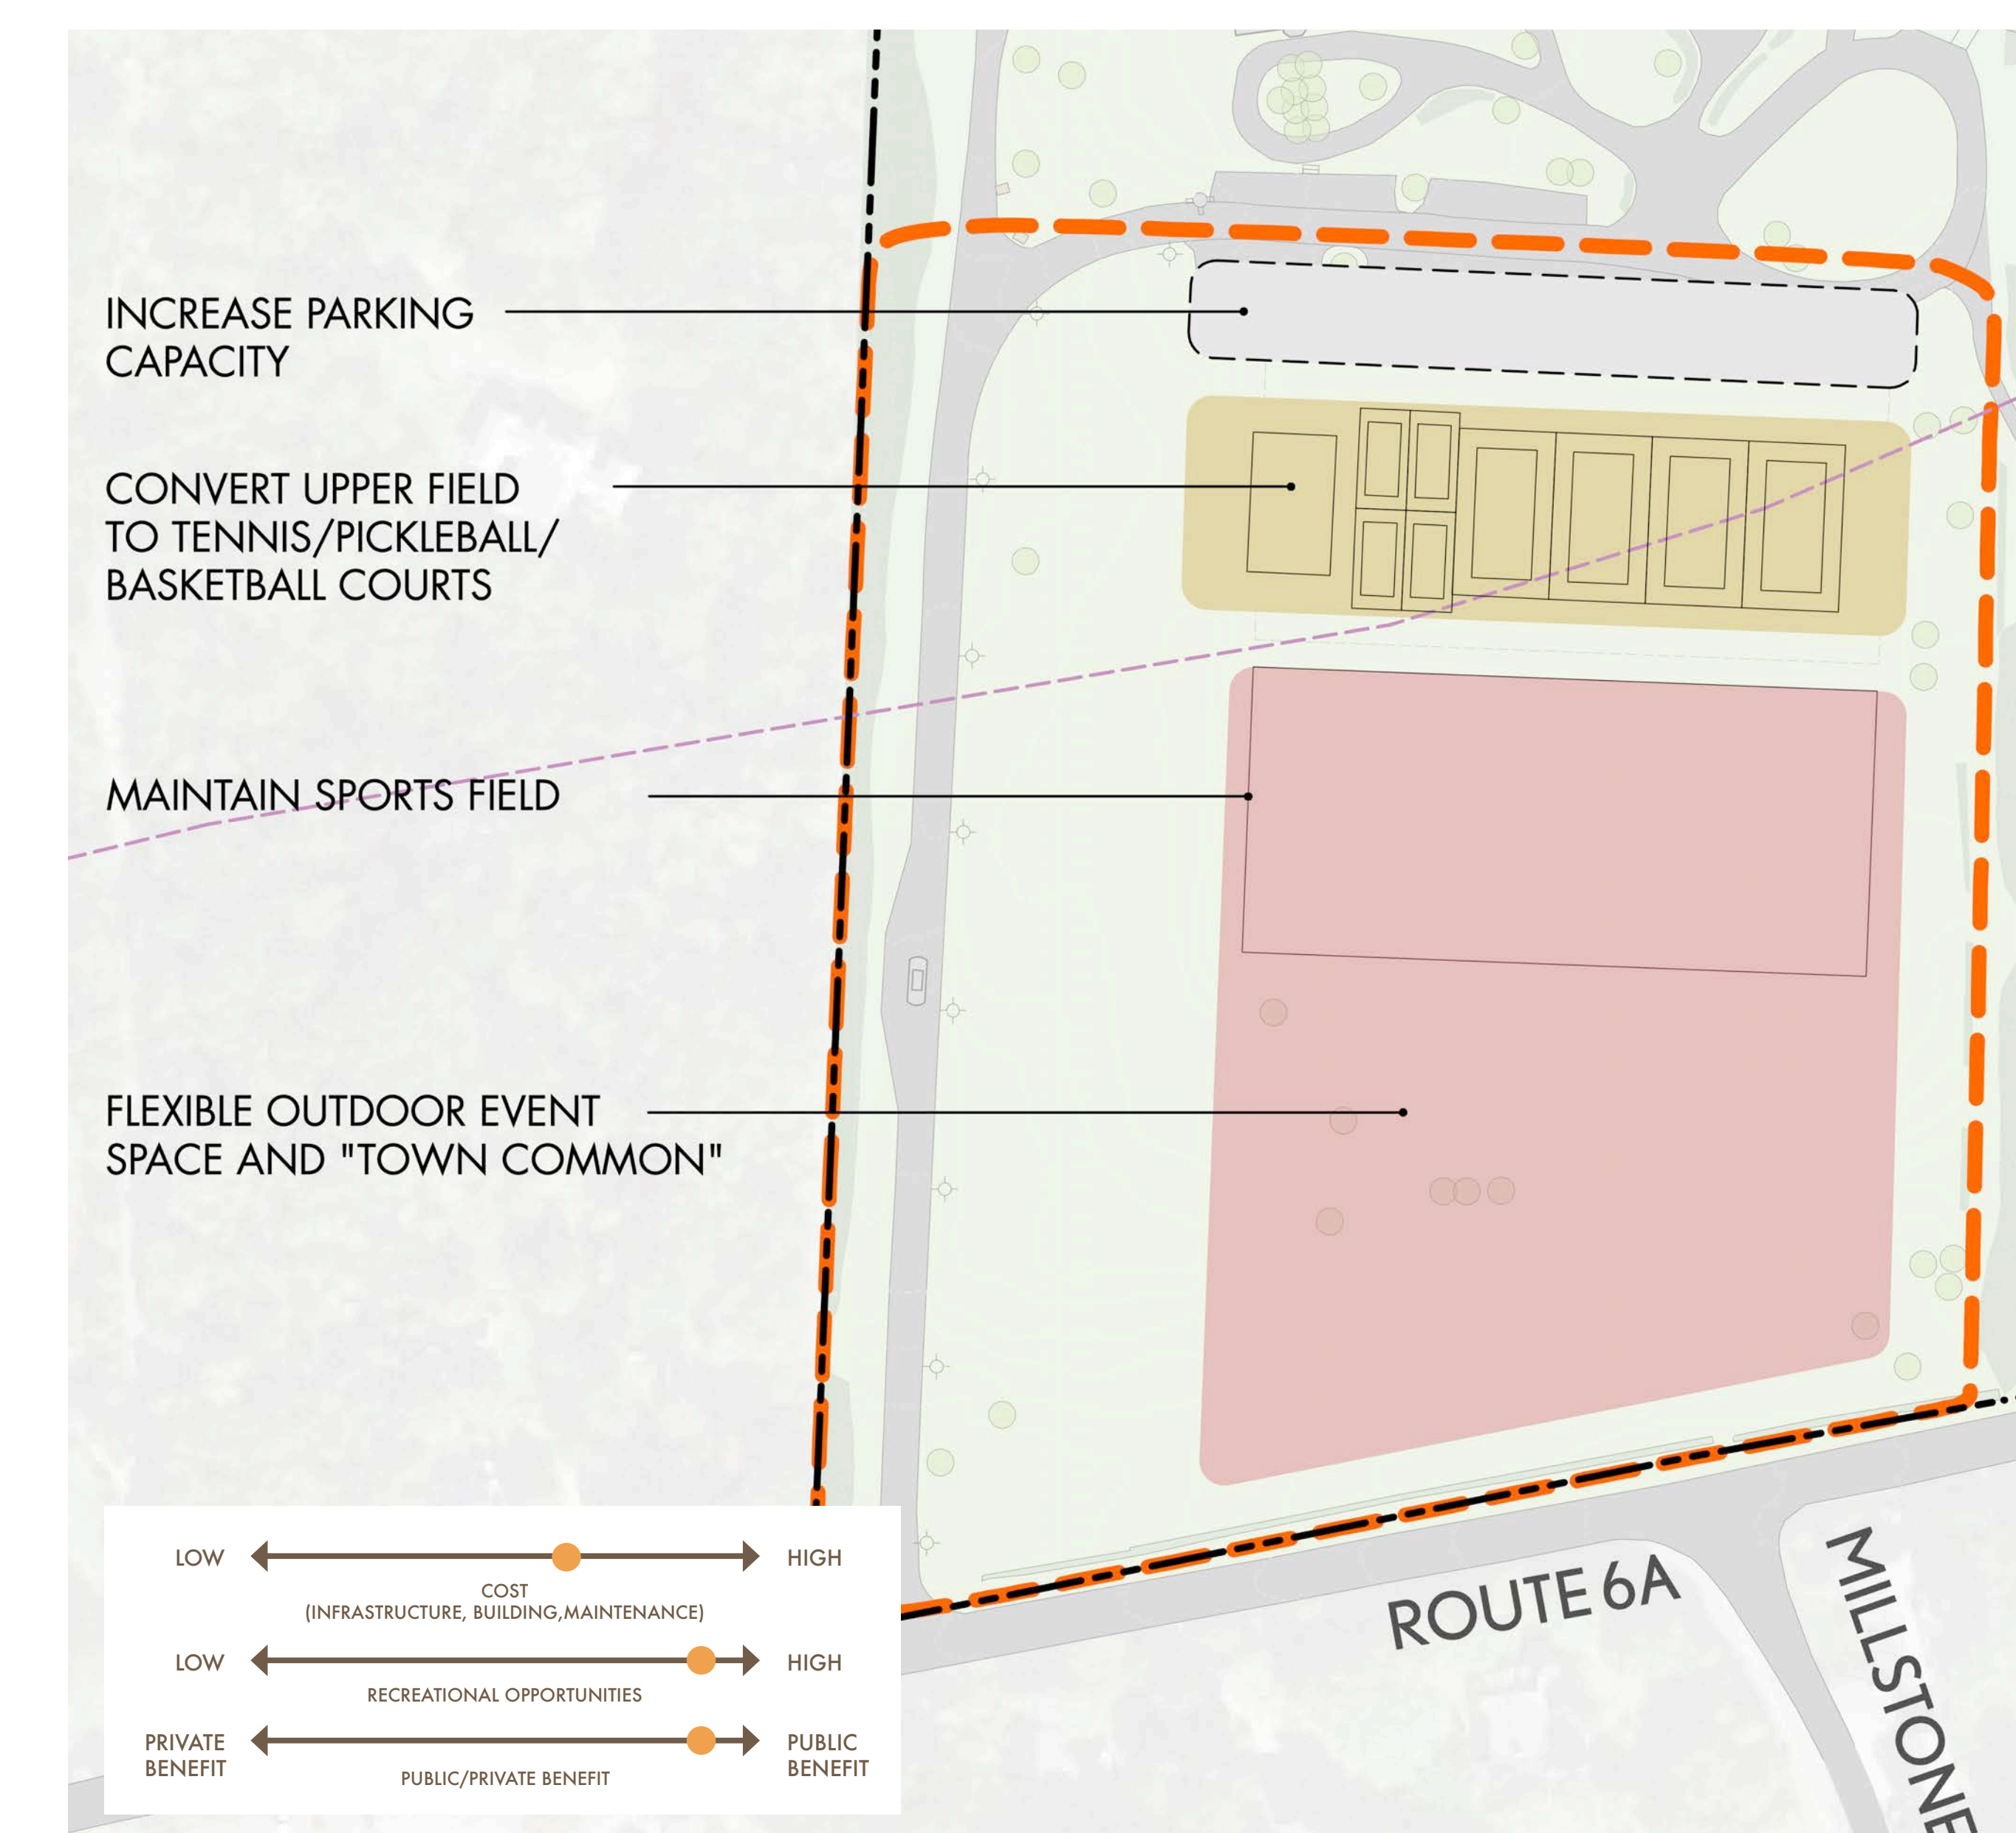 INCREASE PARKING
CAPACITY
CONVERT UPPER FIELD
TO TENNIS/PICKLEBALL/
BASKETBALL COURTS
MAINTAIN SPORTS FIELD
FLEXIBLE OUTDOOR EVENT
SPACE AND "TOWN COMMON"
LOW HIGH
COST
(INFRASTRUCTURE, BUILDING,MAINTENANCE)
LOW HIGH
RECREATIONAL OPPORTUNITIES
PRIVATE
BENEFIT
PUBLIC
BENEFIT
PUBLIC/PRIVATE BENEFIT
ROUTE 6A
MILLSTONE